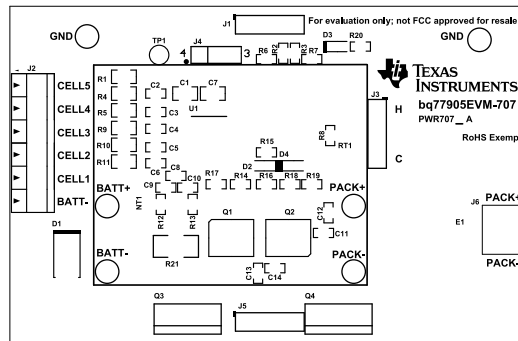 J1
For evaluation only; not FCC approved for resale
GND
TP1
J4
4
3
R6
R2
R3
R7
D3
R20
GND
J2
TEXAS
INSTRUMENTS
bq77905EVM-707
PWR707_ A
RoHS Exemp
CELL5
CELL4
CELL3
CELL2
CELL1
BATT-
R1
R4
R5
R9
R10
R11
C2
C1
C7
C3
U1
C4
C5
C6
C8
C9
C10
R8
RT1
J3
H
C
R15
D2
D4
R17
R14
R16
R18
R19
BATT+
PACK+
NT1
R12
R13
Q1
Q2
C12
C11
D1
BATT-
R21
C13
C14
PACK-
PACK+
J6
E1
PACK-
Q3
J5
Q4